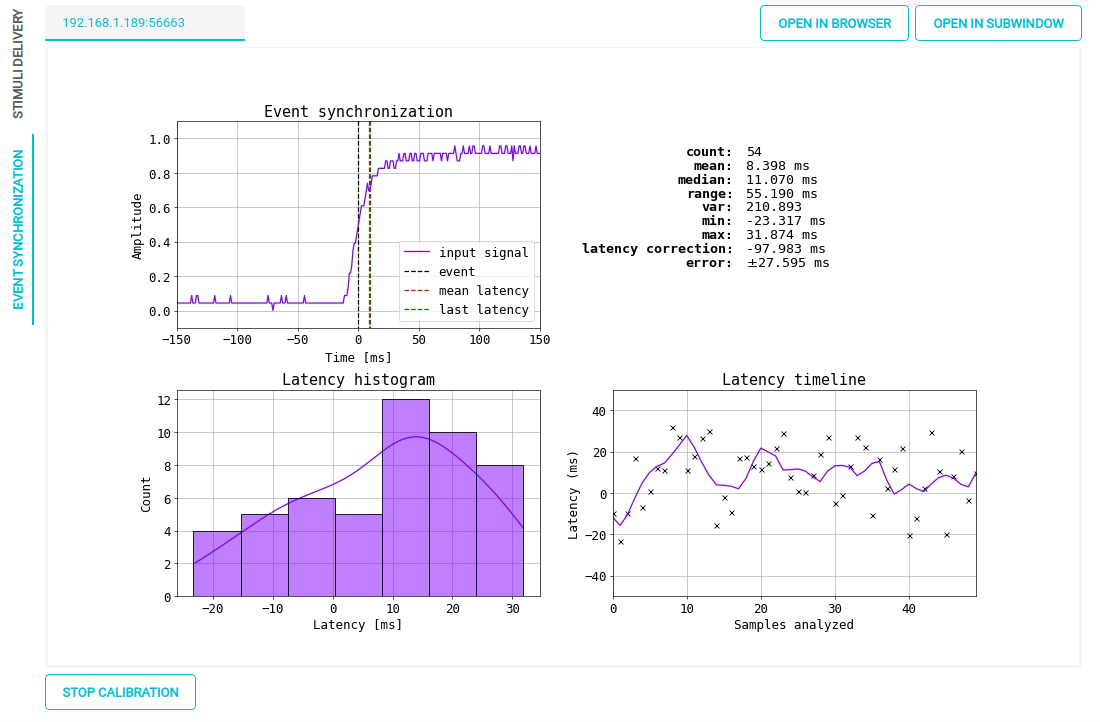 STIMULI DELIVERY
EVENT SYNCHRONIZATION
192.168.1.189:56663
OPEN IN BROWSER
OPEN IN SUBWINDOW
Event synchronization
Amplitude
1.0
0.8
0.6
0.4
0.2
0.0
input signal
event
mean latency
last latency
−150 −100 −50 0 50 100 150
Time [ms]
count: 54
mean: 8.398 ms
median: 11.070 ms
range: 55.190 ms
var: 210.893
min: -23.317 ms
max: 31.874 ms
latency correction: -97.983 ms
error: ±27.595 ms
Latency histogram
Count
12
10
8
6
4
2
0
−20 −10 0 10 20 30
Latency [ms]
Latency timeline
Latency (ms)
40
20
0
−20
−40
0 10 20 30 40
Samples analyzed
STOP CALIBRATION